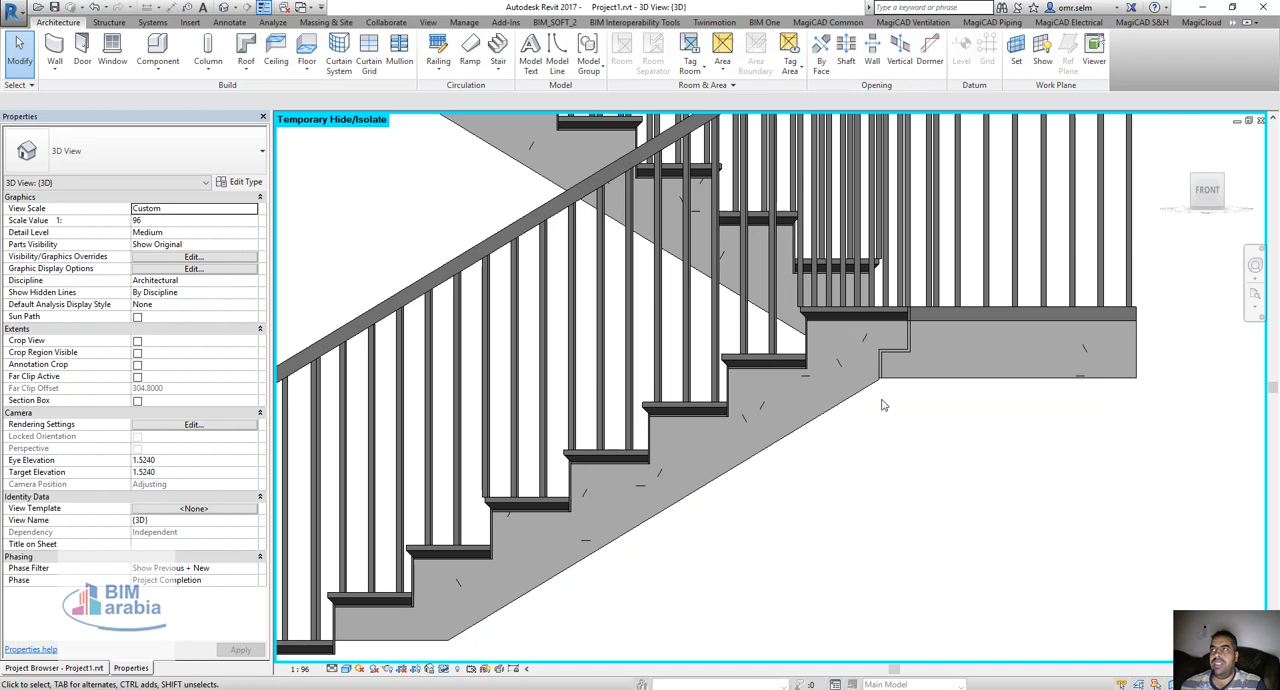 Autodesk Revit 2017 - Project1.rvt - 3D View: {3D}
Type a keyword or phrase
omr.selm
Architecture Structure Systems Insert Annotate Analyze Massing & Site Collaborate View Manage Add-Ins BIM_SOFT_2 BIM Interoperability Tools Twinmotion BIM One MagiCAD Common MagiCAD Ventilation MagiCAD Piping MagiCAD Electrical MagiCAD S&H MagiCloud
Modify Wall Door Window Component Column Roof Ceiling Floor Curtain System Curtain Grid Mullion Railing Ramp Stair Model Text Model Line Model Group Room Room Separator Tag Room Area Area Boundary Tag Area By Face Shaft Wall Vertical Dormer Level Grid Set Show Ref Plane Viewer
Select Build Circulation Model Room & Area Opening Datum Work Plane
Properties
3D View
3D View: {3D} Edit Type
Graphics
View Scale Custom
Scale Value 1: 96
Detail Level Medium
Parts Visibility Show Original
Visibility/Graphics Overrides Edit...
Graphic Display Options Edit...
Discipline Architectural
Show Hidden Lines By Discipline
Default Analysis Display Style None
Sun Path
Extents
Crop View
Crop Region Visible
Annotation Crop
Far Clip Active
Far Clip Offset 304.8000
Section Box
Camera
Rendering Settings Edit...
Locked Orientation
Perspective
Eye Elevation 1.5240
Target Elevation 1.5240
Camera Position Adjusting
Identity Data
View Template <None>
View Name {3D}
Dependency Independent
Title on Sheet
Phasing
Phase Filter Show Previous + New
Phase Project Completion
BIM
arabia
Properties help Apply
Project Browser - Project1.rvt Properties
Temporary Hide/Isolate
FRONT
1 : 96
Click to select, TAB for alternates, CTRL adds, SHIFT unselects.
:0
Main Model